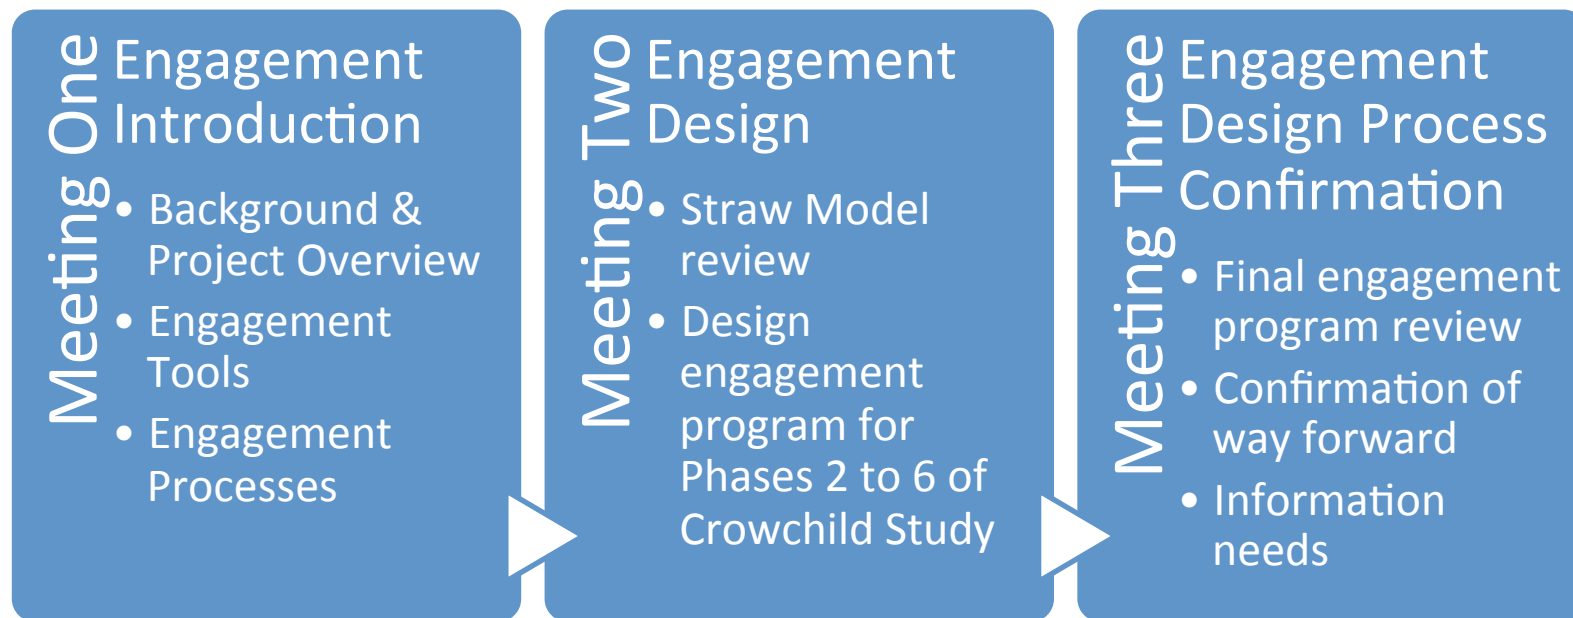 Meeting One
Engagement
Introduction
• Background &
Project Overview
• Engagement
Tools
• Engagement
Processes
Meeting Two
Engagement
Design
• Straw Model
review
• Design
engagement
program for
Phases 2 to 6 of
Crowchild Study
Meeting Three
Engagement
Design Process
Confirmation
• Final engagement
program review
• Confirmation of
way forward
• Information
needs